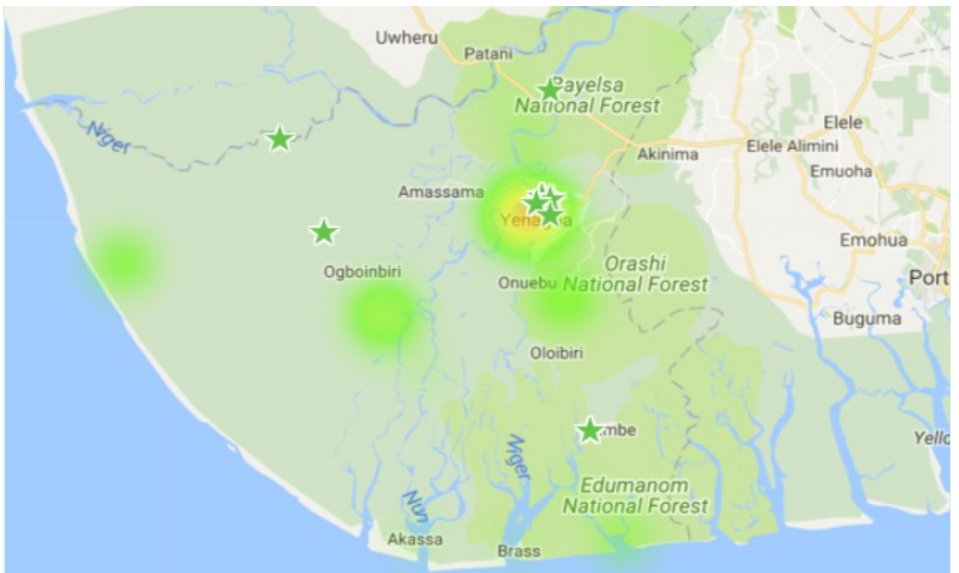 Uwheru
Patani
Bayelsa
National Forest
Niger
Elele
Elele Alimini
Akinima
Emuoha
Amassama
Emohua
Orashi
National Forest
Ogboinbiri
Onuebu
Port
Buguma
Oloibiri
Niger
Edumanom
National Forest
Nun
Akassa
Brass